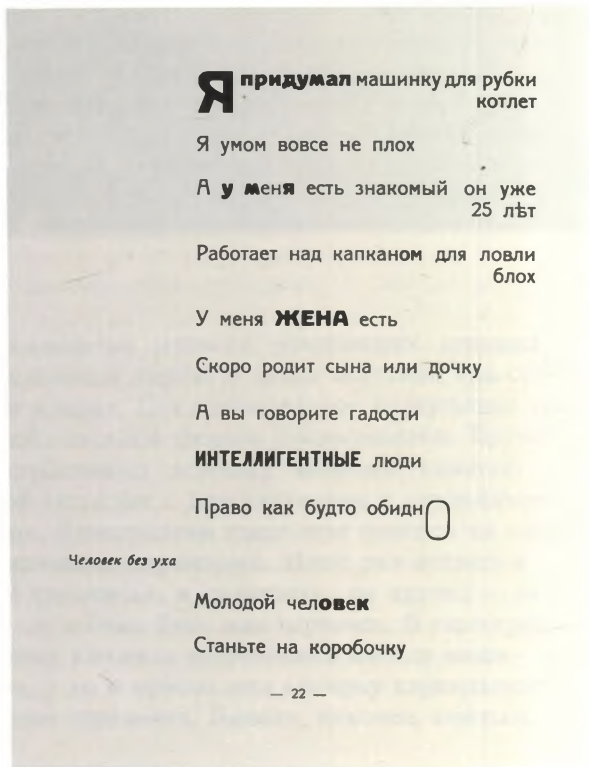 Я придумал машинку для рубки
котлет
Я умом вовсе не плох
А у меня есть знакомый он уже
25 лѣт
Работает над капканом для ловли
блох
У меня ЖЕНА есть
Скоро родит сына или дочку
А вы говорите гадости
ИНТЕЛЛИГЕНТНЫЕ люди
Право как будто обиднО
Человек без уха
Молодой человек
Станьте на коробочку
— 22 —